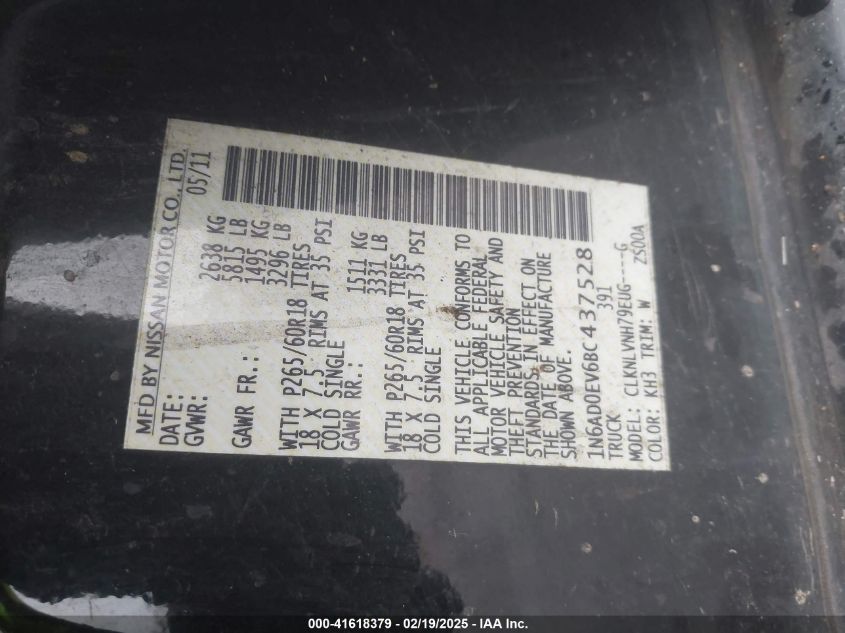 MFD BY NISSAN MOTOR CO., LTD.
DATE: 05/11
GVWR: 2638 KG
5815 LB
GAWR FR.: 1495 KG
3296 LB
WITH P265/60R18 TIRES
18 X 7.5 RIMS AT 35 PSI
COLD SINGLE
GAWR RR.: 1511 KG
3331 LB
WITH P265/60R18 TIRES
18 X 7.5 RIMS AT 35 PSI
COLD SINGLE
THIS VEHICLE CONFORMS TO
ALL APPLICABLE FEDERAL
MOTOR VEHICLE SAFETY AND
THEFT PREVENTION
STANDARDS IN EFFECT ON
THE DATE OF MANUFACTURE
SHOWN ABOVE.
1N6AD0EV6BC437528
TRUCK 391
MODEL: CLKNLVNH/9EUG----G
COLOR: KH3 TRIM: W ZS00A
000-41618379 - 02/19/2025 - IAA Inc.